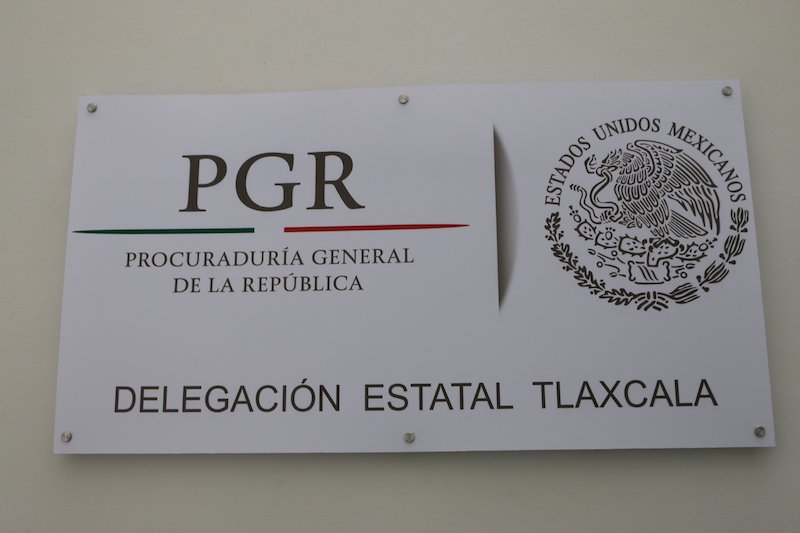 PGR
PROCURADURÍA GENERAL
DE LA REPÚBLICA
ESTADOS UNIDOS MEXICANOS
DELEGACIÓN ESTATAL TLAXCALA